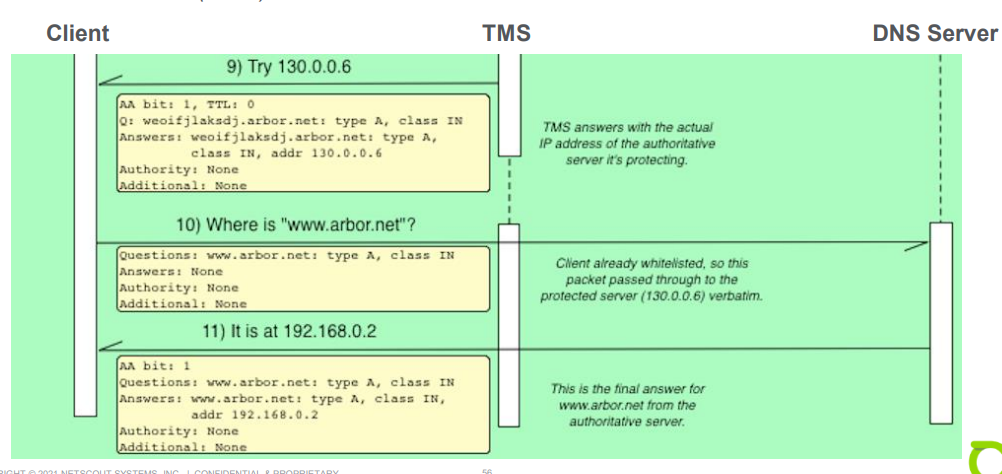 Client
TMS
DNS Server
9) Try 130.0.0.6
AA bit: 1, TTL: 0
Q: weoifjlaksdj.arbor.net: type A, class IN
Answers: weoifjlaksdj.arbor.net: type A,
class IN, addr 130.0.0.6
Authority: None
Additional: None
TMS answers with the actual
IP address of the authoritative
server it's protecting.
10) Where is "www.arbor.net"?
Questions: www.arbor.net: type A, class IN
Answers: None
Authority: None
Additional: None
Client already whitelisted, so this
packet passed through to the
protected server (130.0.0.6) verbatim.
11) It is at 192.168.0.2
AA bit: 1
Questions: www.arbor.net: type A, class IN
Answers: www.arbor.net: type A, class IN,
addr 192.168.0.2
Authority: None
Additional: None
This is the final answer for
www.arbor.net from the
authoritative server.
© 2021 NETSCOUT SYSTEMS, INC. | CONFIDENTIAL & PROPRIETARY
56